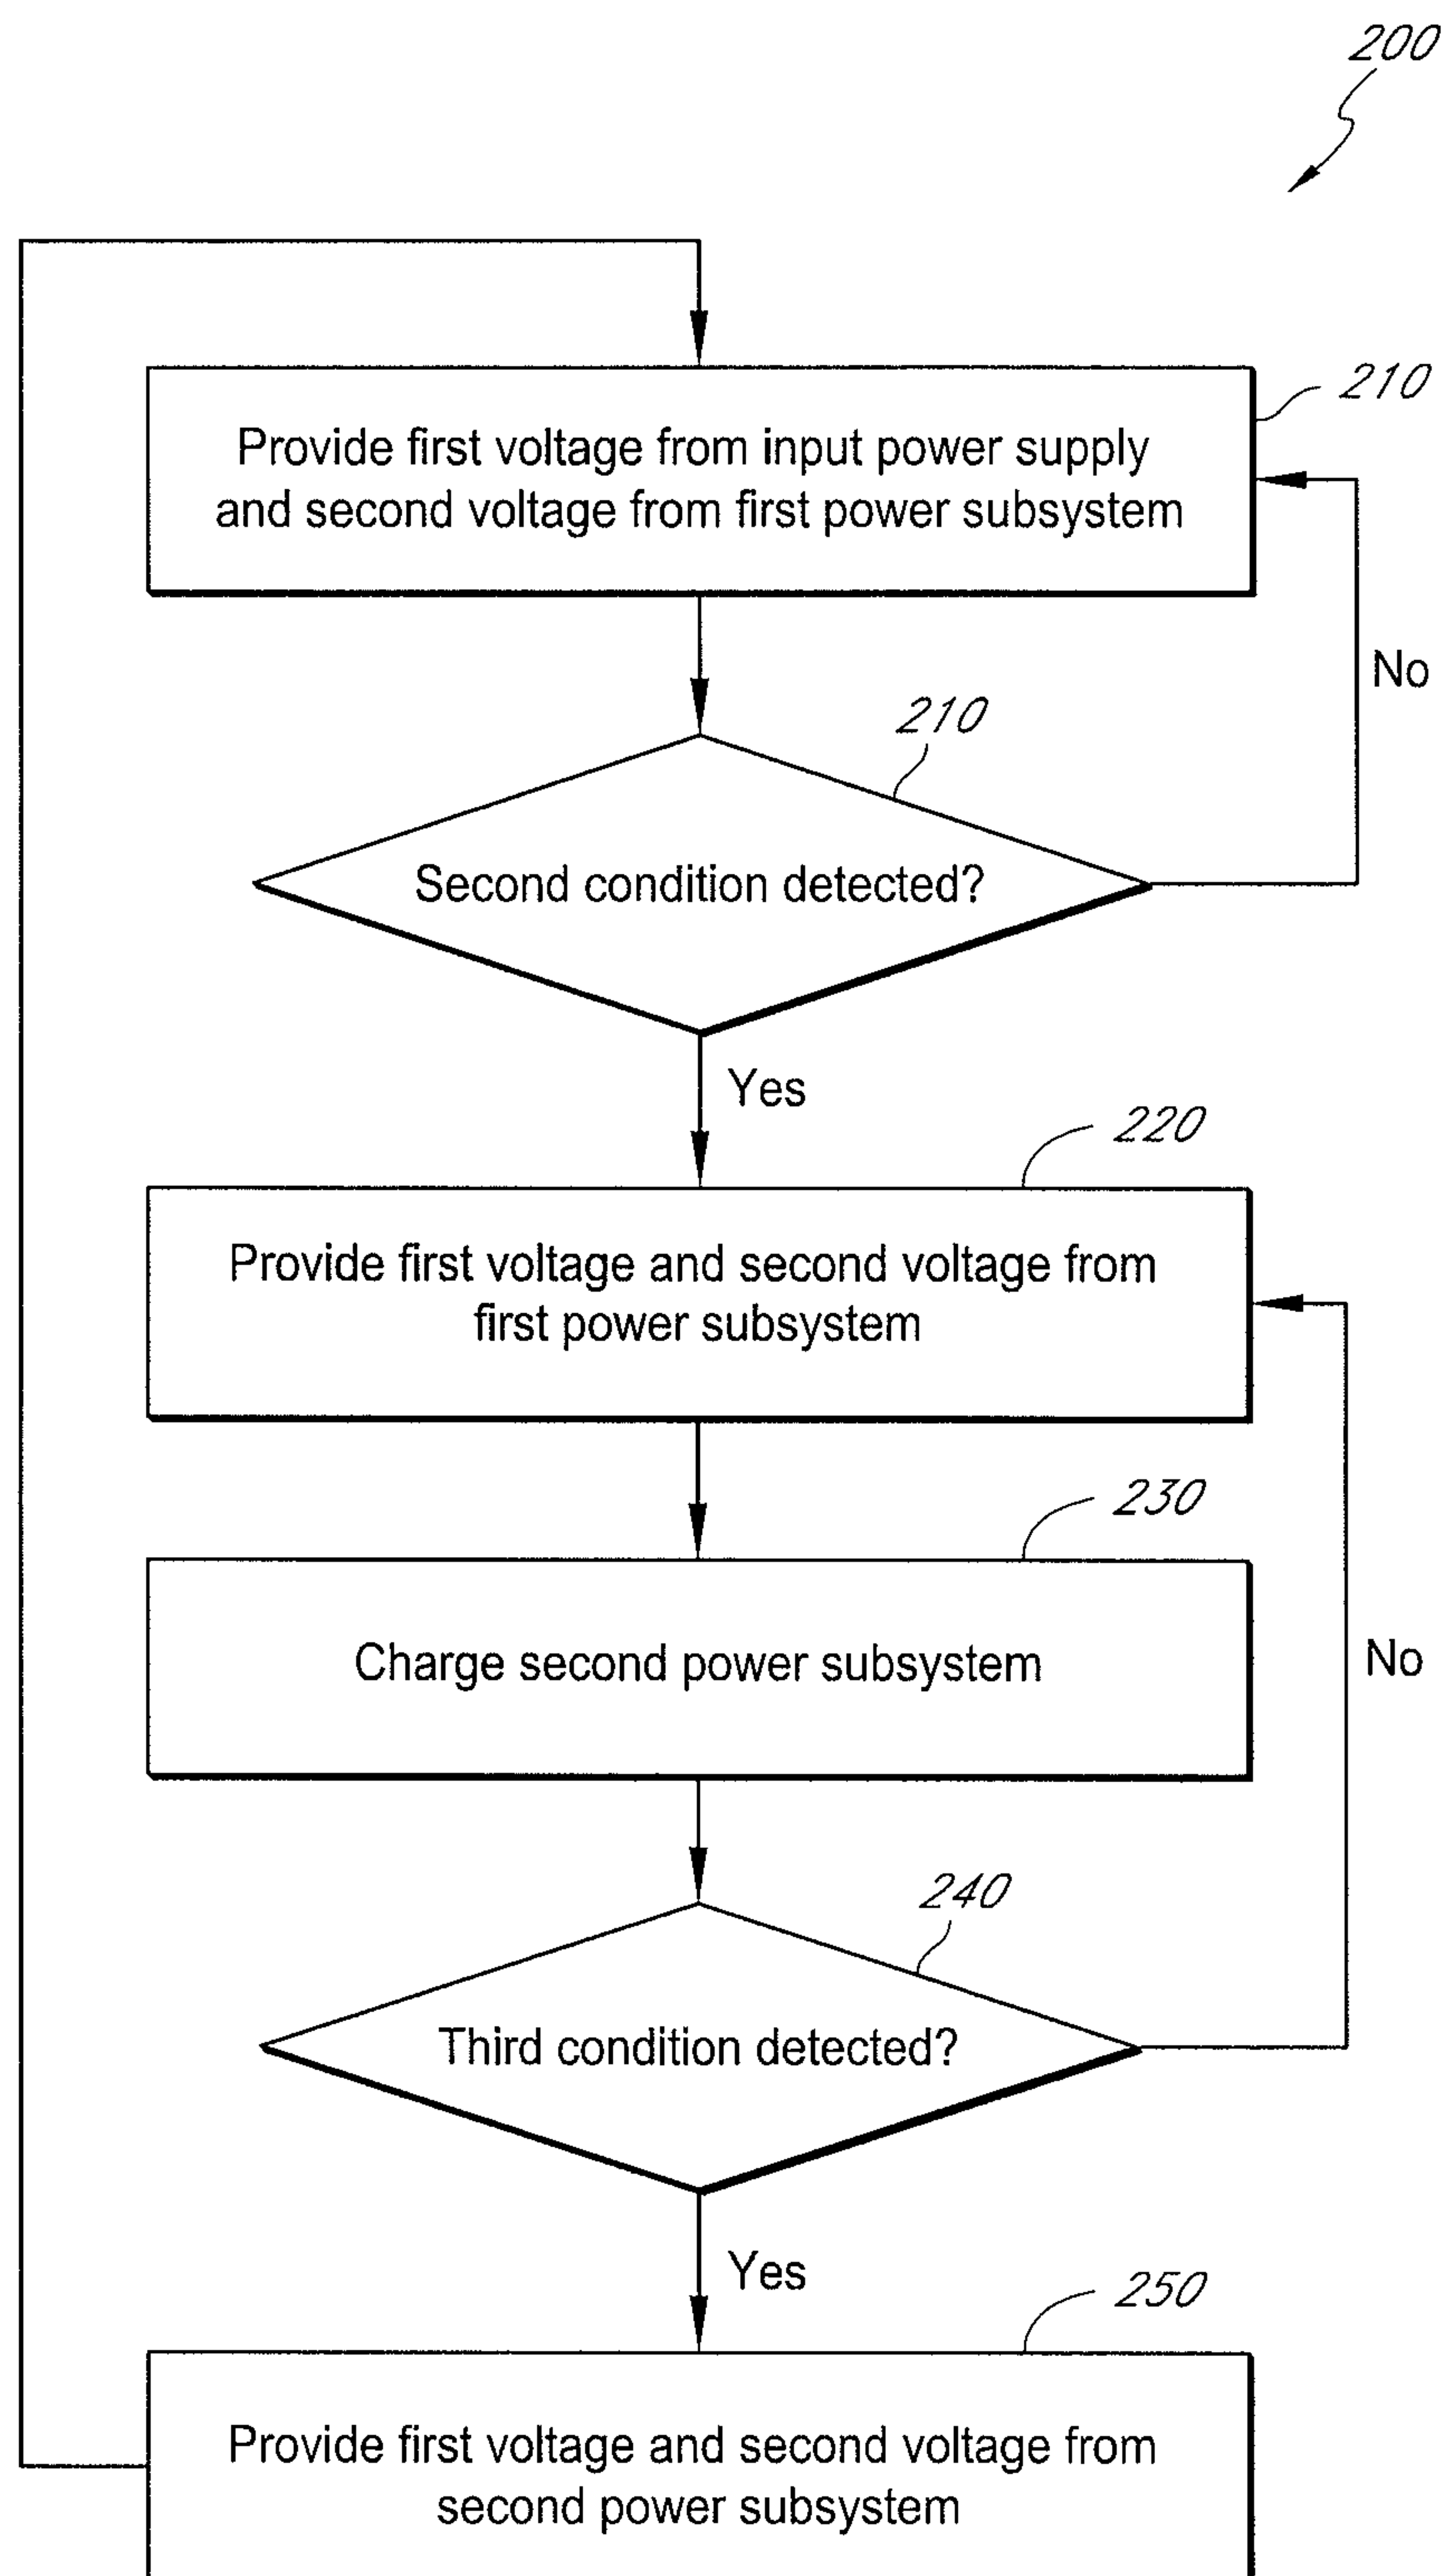 200
210
Provide first voltage from input power supply
and second voltage from first power subsystem
No
210
Second condition detected?
Yes
220
Provide first voltage and second voltage from
first power subsystem
230
Charge second power subsystem
No
240
Third condition detected?
Yes
250
Provide first voltage and second voltage from
second power subsystem